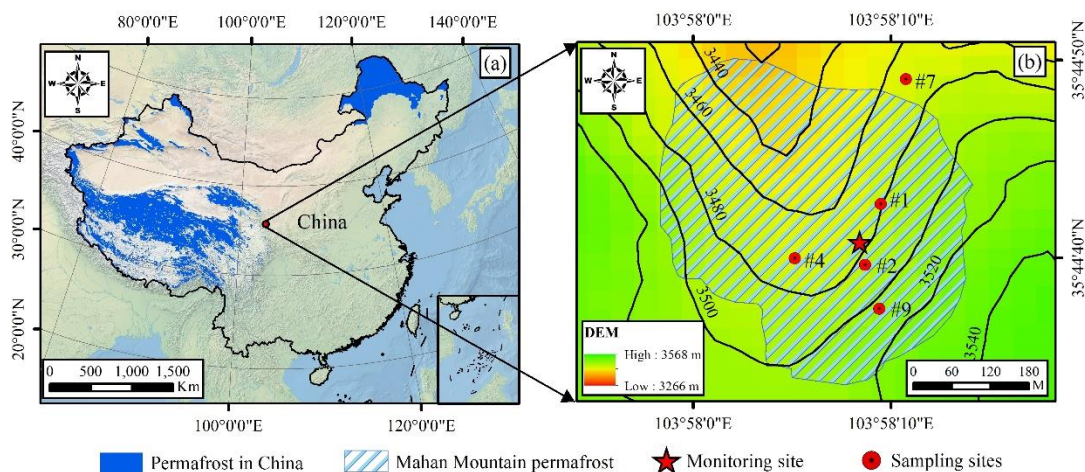 80°0'0"E
100°0'0"E
120°0'0"E
140°0'0"E
(a)
N
W
E
S
40°0'0"N
30°0'0"N
20°0'0"N
China
0
500
1,000
1,500
Km
100°0'0"E
120°0'0"E
103°58'0"E
103°58'10"E
(b)
N
W
E
S
35°44'50"N
35°44'40"N
3440
3460
3480
3500
3520
3540
#7
#1
#4
#2
#9
DEM
High : 3568 m
Low : 3266 m
0
60
120
180
M
103°58'0"E
103°58'10"E
Permafrost in China
Mahan Mountain permafrost
Monitoring site
Sampling sites